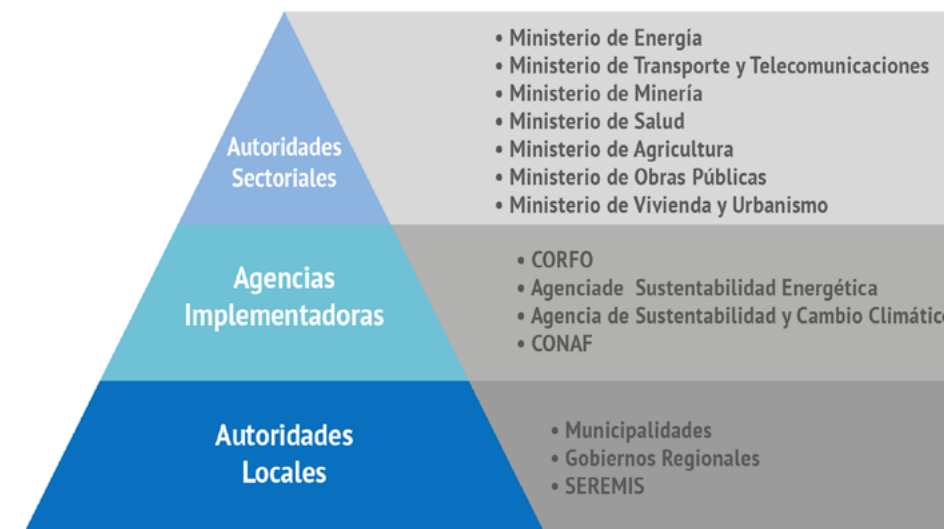 Autoridades
Sectoriales
• Ministerio de Energía
• Ministerio de Transporte y Telecomunicaciones
• Ministerio de Minería
• Ministerio de Salud
• Ministerio de Agricultura
• Ministerio de Obras Públicas
• Ministerio de Vivienda y Urbanismo
Agencias
Implementadoras
• CORFO
• Agenciade Sustentabilidad Energética
• Agencia de Sustentabilidad y Cambio Climático
• CONAF
Autoridades
Locales
• Municipalidades
• Gobiernos Regionales
• SEREMIS